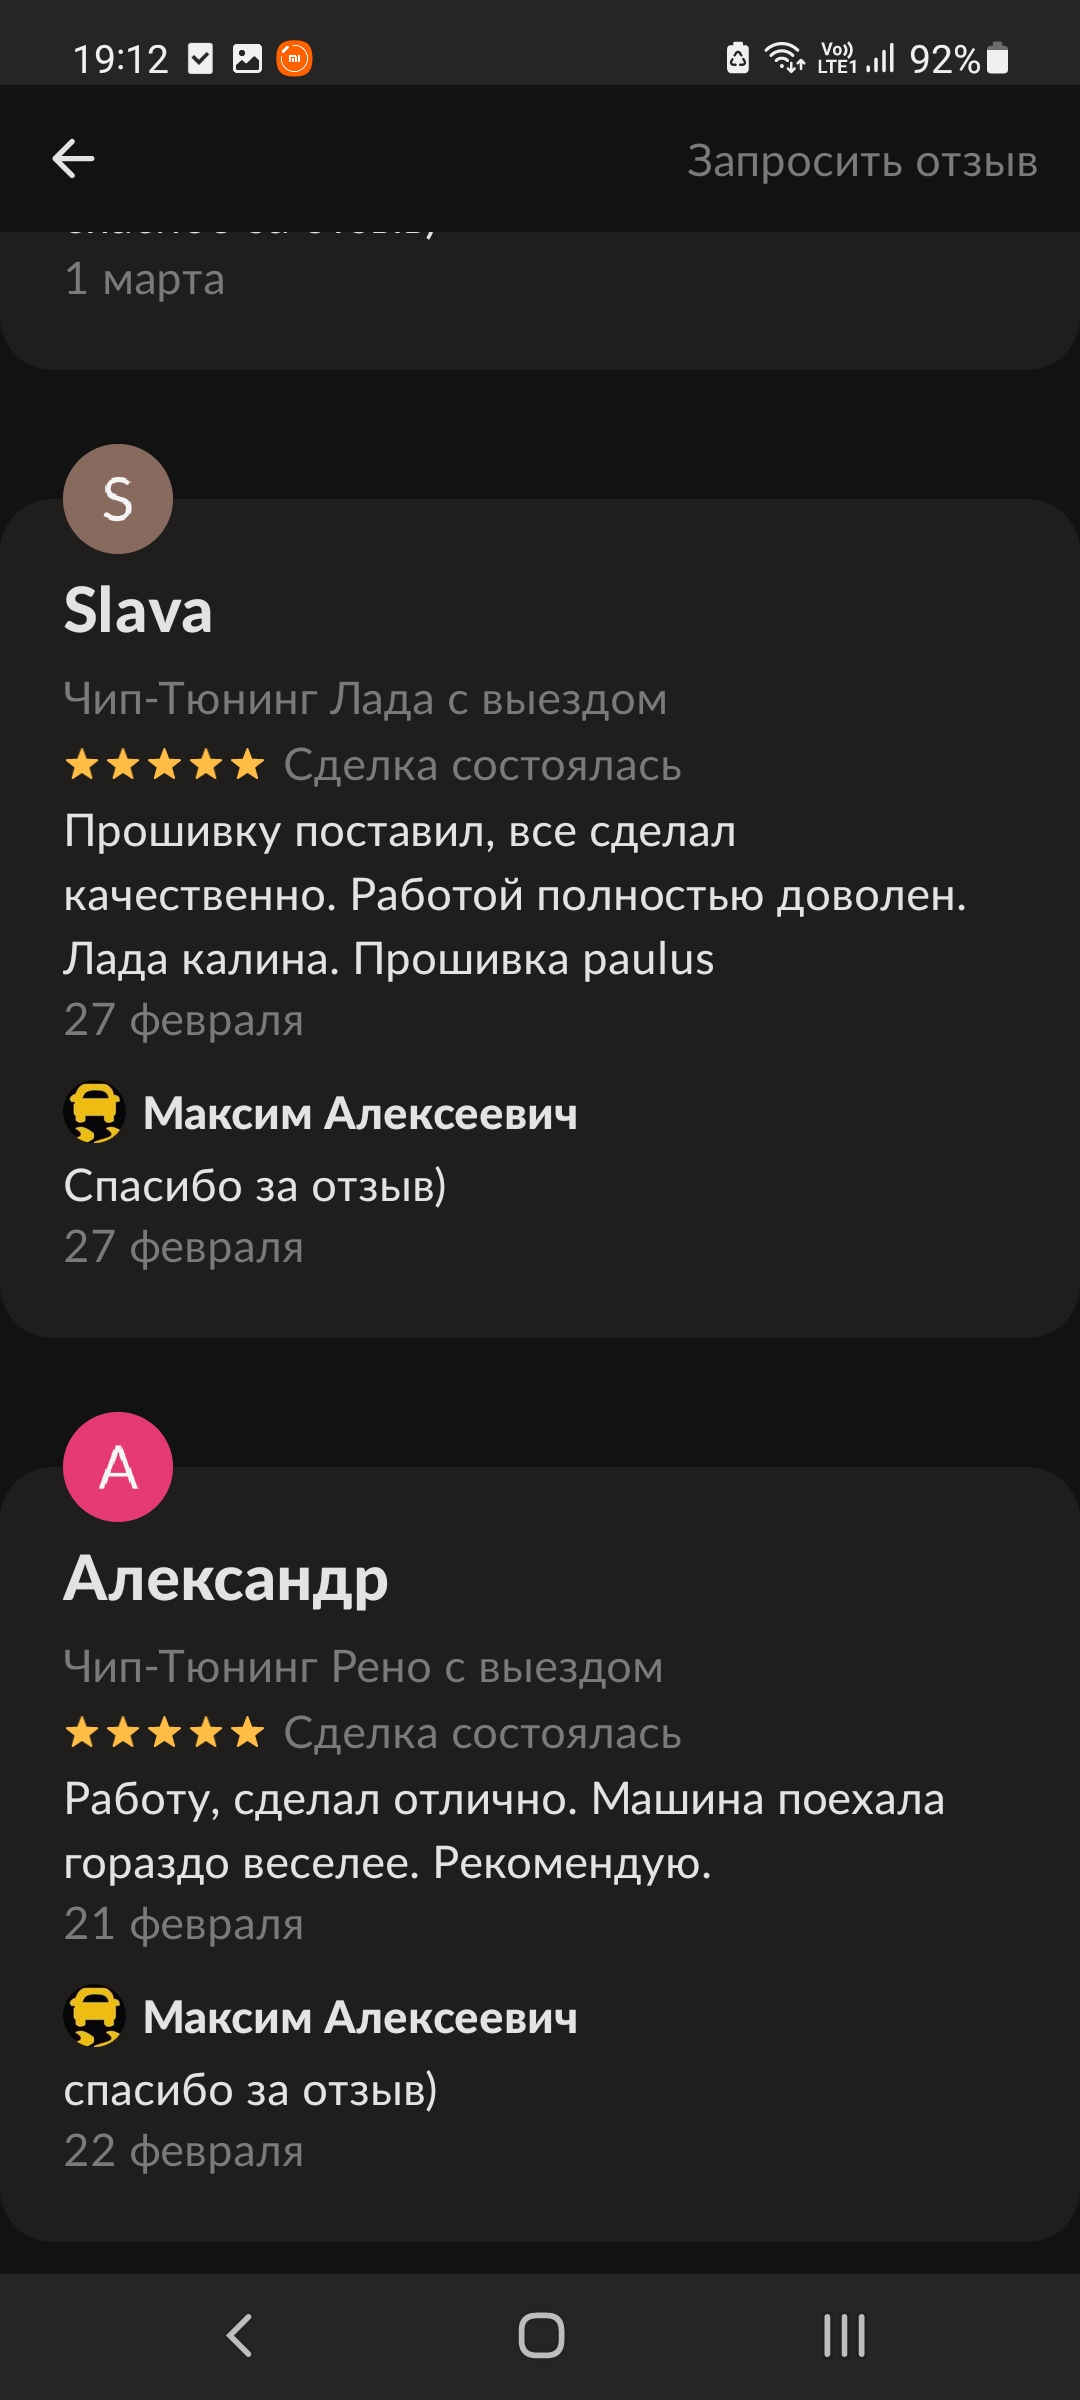 19:12
Vo))
LTE1
92%
Запросить отзыв
1 марта
S
Slava
Чип-Тюнинг Лада с выездом
Сделка состоялась
Прошивку поставил, все сделал
качественно. Работой полностью доволен.
Лада калина. Прошивка paulus
27 февраля
Максим Алексеевич
Спасибо за отзыв)
27 февраля
А
Александр
Чип-Тюнинг Рено с выездом
Сделка состоялась
Работу, сделал отлично. Машина поехала
гораздо веселее. Рекомендую.
21 февраля
Максим Алексеевич
спасибо за отзыв)
22 февраля